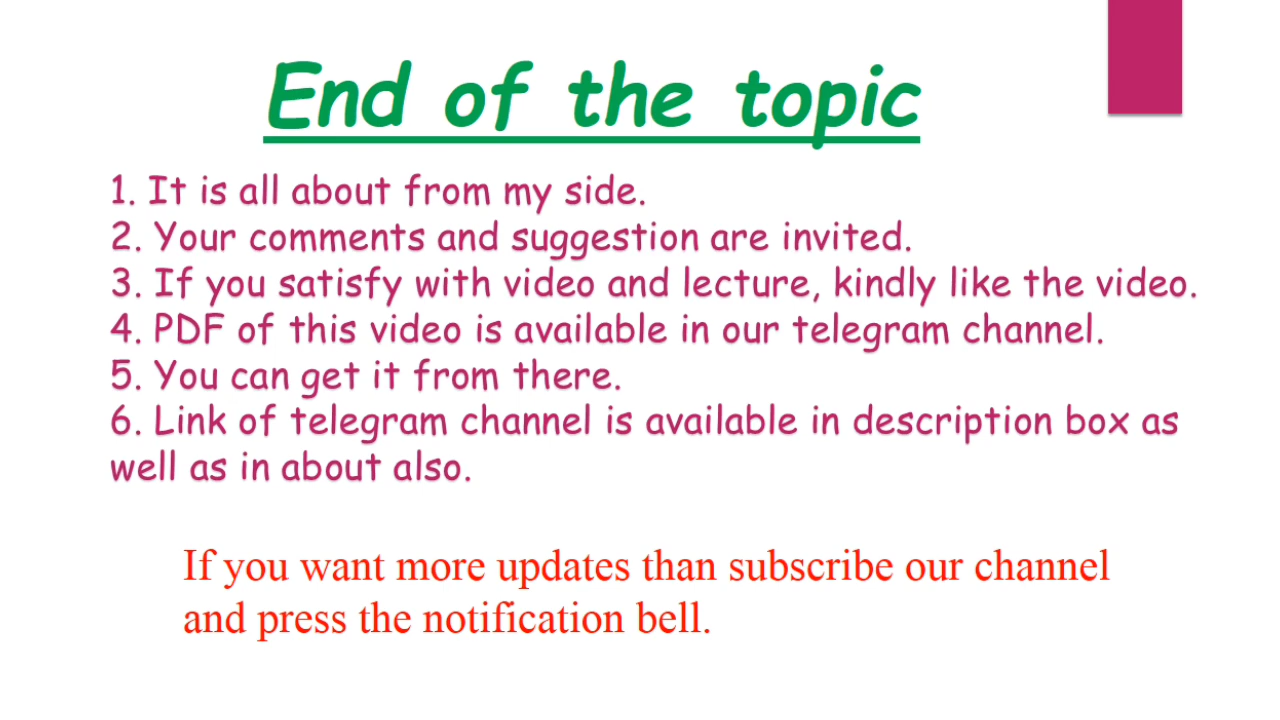 End of the topic
1. It is all about from my side.
2. Your comments and suggestion are invited.
3. If you satisfy with video and lecture, kindly like the video.
4. PDF of this video is available in our telegram channel.
5. You can get it from there.
6. Link of telegram channel is available in description box as
well as in about also.
If you want more updates than subscribe our channel
and press the notification bell.